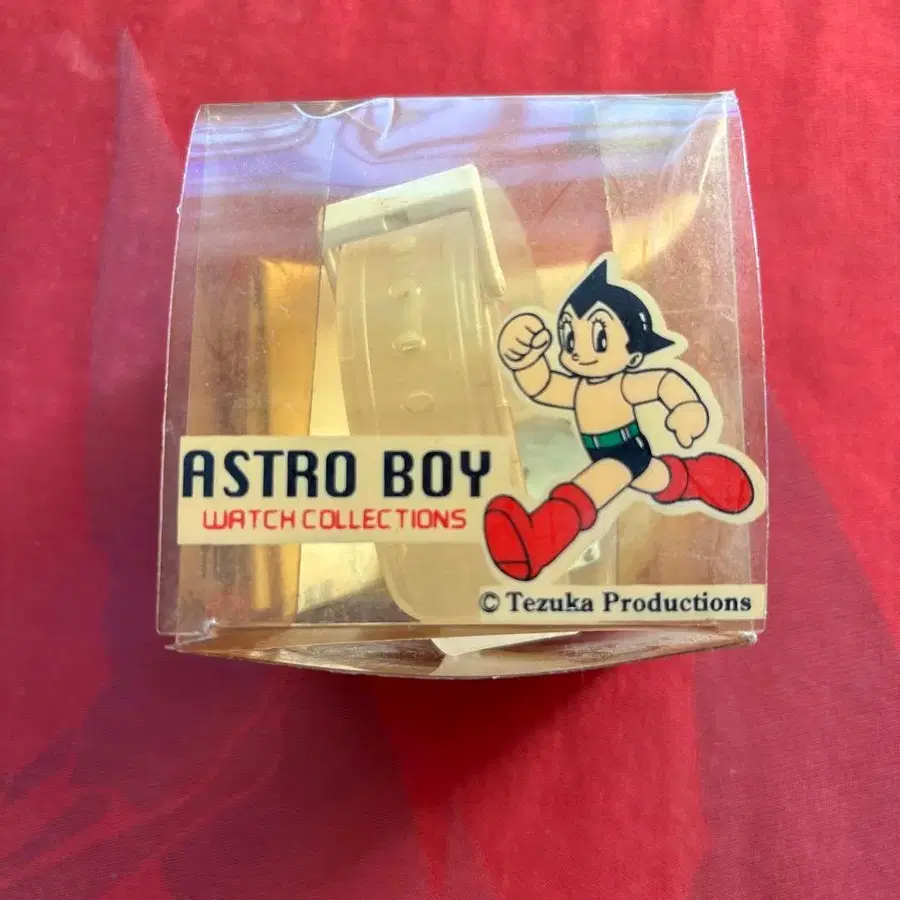 ASTRO BOY
WATCH COLLECTIONS
© Tezuka Productions